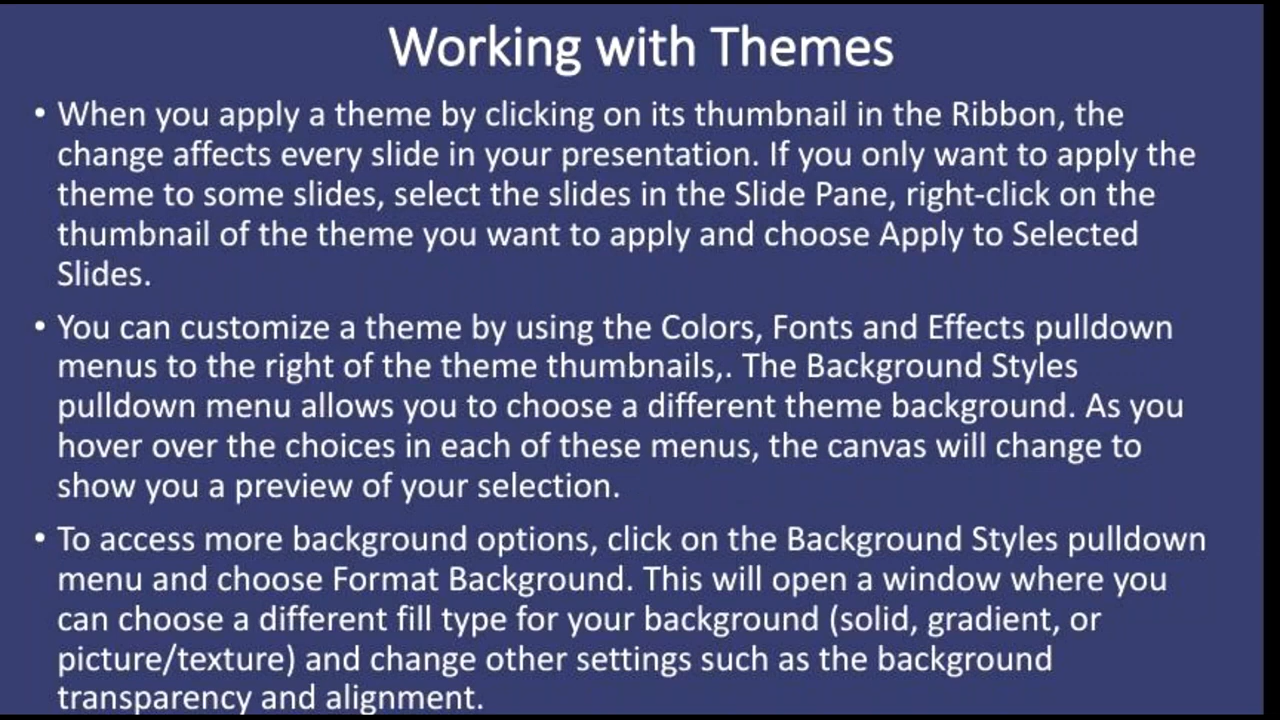 Working with Themes
• When you apply a theme by clicking on its thumbnail in the Ribbon, the
change affects every slide in your presentation. If you only want to apply the
theme to some slides, select the slides in the Slide Pane, right-click on the
thumbnail of the theme you want to apply and choose Apply to Selected
Slides.
• You can customize a theme by using the Colors, Fonts and Effects pulldown
menus to the right of the theme thumbnails,. The Background Styles
pulldown menu allows you to choose a different theme background. As you
hover over the choices in each of these menus, the canvas will change to
show you a preview of your selection.
• To access more background options, click on the Background Styles pulldown
menu and choose Format Background. This will open a window where you
can choose a different fill type for your background (solid, gradient, or
picture/texture) and change other settings such as the background
transparency and alignment.